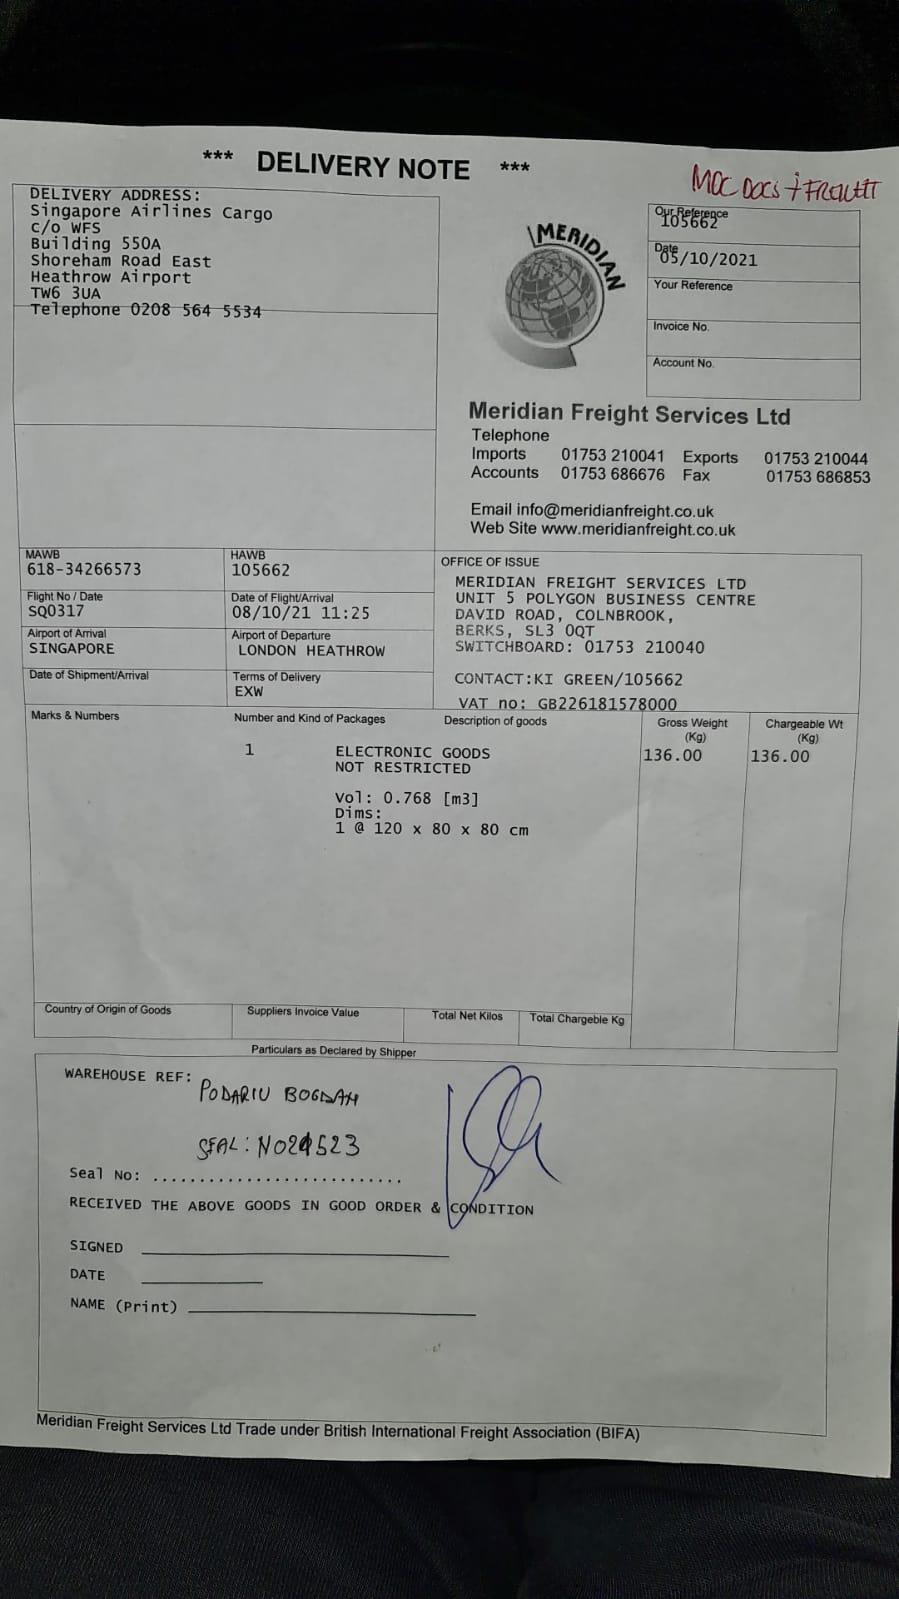 *** DELIVERY NOTE ***
MOC DOCS + FREIGHT
DELIVERY ADDRESS:
Singapore Airlines Cargo
c/o WFS
Building 550A
Shoreham Road East
Heathrow Airport
TW6 3UA
Telephone 0208 564 5534
MERIDIAN
Our Reference
105662
Date
05/10/2021
Your Reference
Invoice No.
Account No.
Meridian Freight Services Ltd
Telephone
Imports 01753 210041 Exports 01753 210044
Accounts 01753 686676 Fax 01753 686853
Email info@meridianfreight.co.uk
Web Site www.meridianfreight.co.uk
MAWB HAWB
618-34266573 105662
Flight No / Date Date of Flight/Arrival
SQ0317 08/10/21 11:25
Airport of Arrival Airport of Departure
SINGAPORE LONDON HEATHROW
Date of Shipment/Arrival Terms of Delivery
EXW
OFFICE OF ISSUE
MERIDIAN FREIGHT SERVICES LTD
UNIT 5 POLYGON BUSINESS CENTRE
DAVID ROAD, COLNBROOK,
BERKS, SL3 0QT
SWITCHBOARD: 01753 210040
CONTACT:KI GREEN/105662
VAT no: GB226181578000
Marks & Numbers Number and Kind of Packages Description of goods Gross Weight (Kg) Chargeable Wt (Kg)
1 ELECTRONIC GOODS 136.00 136.00
NOT RESTRICTED
Vol: 0.768 [m3]
Dims:
1 @ 120 x 80 x 80 cm
Country of Origin of Goods Suppliers Invoice Value Total Net Kilos Total Chargeble Kg
Particulars as Declared by Shipper
WAREHOUSE REF: PODARIU BOGDAN
SEAL: NO21523
Seal No: ...........................
RECEIVED THE ABOVE GOODS IN GOOD ORDER & CONDITION
SIGNED
DATE
NAME (Print)
Meridian Freight Services Ltd Trade under British International Freight Association (BIFA)